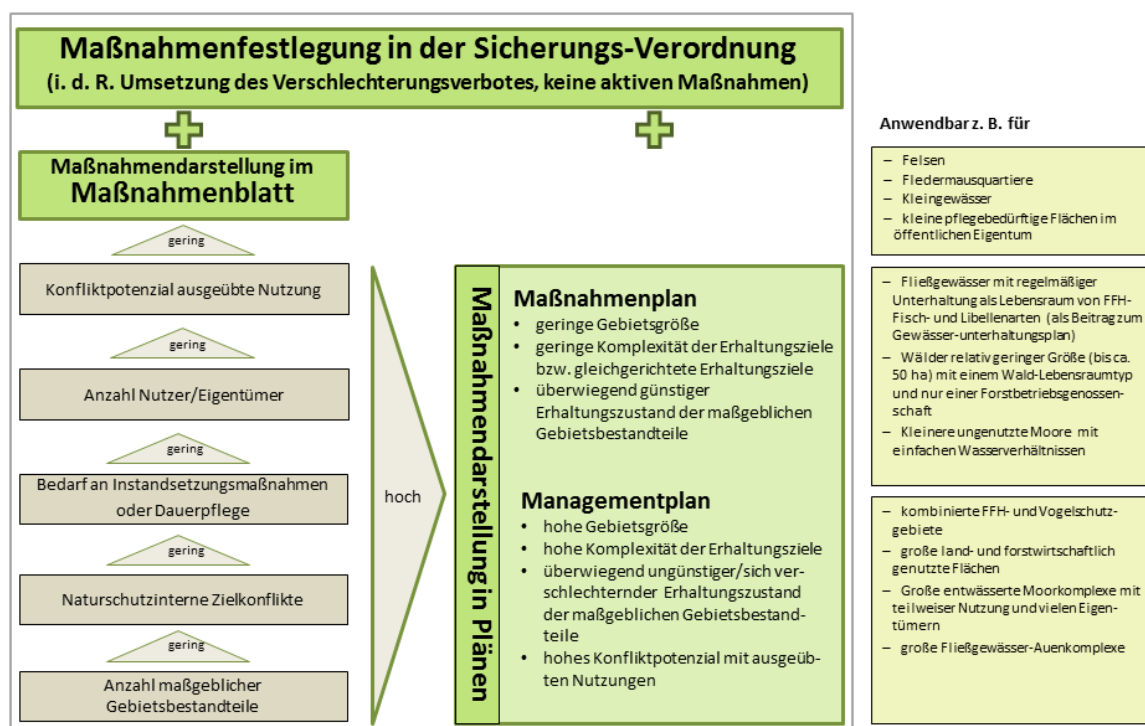 Maßnahmenfestlegung in der Sicherungs-Verordnung
(i. d. R. Umsetzung des Verschlechterungsverbotes, keine aktiven Maßnahmen)
Maßnahmendarstellung im
Maßnahmenblatt
gering
Konfliktpotenzial ausgeübte Nutzung
gering
Anzahl Nutzer/Eigentümer
gering
Bedarf an Instandsetzungsmaßnahmen
oder Dauerpflege
gering
Naturschutzinterne Zielkonflikte
gering
Anzahl maßgeblicher
Gebietsbestandteile
hoch
Maßnahmendarstellung in Plänen
Maßnahmenplan
• geringe Gebietsgröße
• geringe Komplexität der Erhaltungsziele
bzw. gleichgerichtete Erhaltungsziele
• überwiegend günstiger
Erhaltungszustand der maßgeblichen
Gebietsbestandteile
Managementplan
• hohe Gebietsgröße
• hohe Komplexität der Erhaltungsziele
• überwiegend ungünstiger/sich ver-
schlechternder Erhaltungszustand
der maßgeblichen Gebietsbestand-
teile
• hohes Konfliktpotenzial mit ausgeüb-
ten Nutzungen
Anwendbar z. B. für
– Felsen
– Fledermausquartiere
– Kleingewässer
– kleine pflegebedürftige Flächen im
öffentlichen Eigentum
– Fließgewässer mit regelmäßiger
Unterhaltung als Lebensraum von FFH-
Fisch- und Libellenarten (als Beitrag zum
Gewässer-unterhaltungsplan)
– Wälder relativ geringer Größe (bis ca.
50 ha) mit einem Wald-Lebensraumtyp
und nur einer Forstbetriebsgenossen-
schaft
– Kleinere ungenutzte Moore mit
einfachen Wasserverhältnissen
– kombinierte FFH- und Vogelschutz-
gebiete
– große land- und forstwirtschaftlich
genutzte Flächen
– Große entwässerte Moorkomplexe mit
teilweiser Nutzung und vielen Eigen-
tümern
– große Fließgewässer-Auenkomplexe